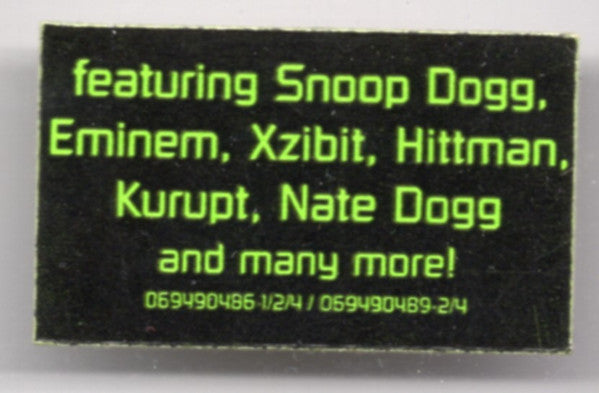 featuring Snoop Dogg,
Eminem, Xzibit, Hittman,
Kurupt, Nate Dogg
and many more!
069490486-1/2/4 / 069490489-2/4